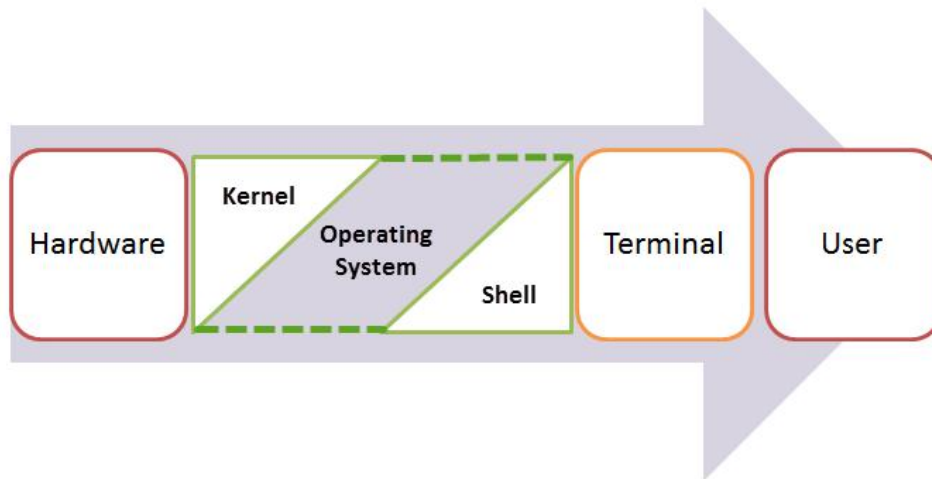 Hardware
Kernel
Operating
System
Shell
Terminal
User